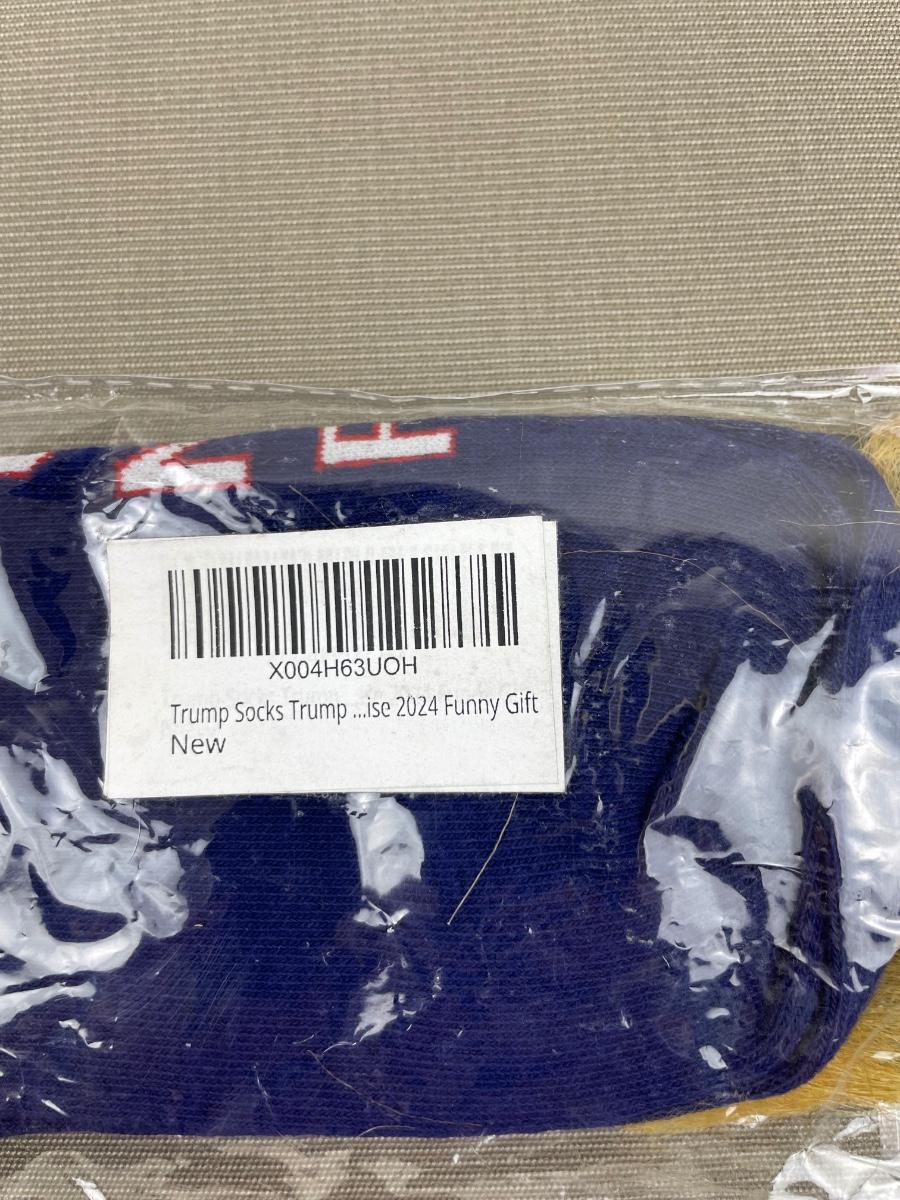 X004H63UOH
Trump Socks Trump ...ise 2024 Funny Gift
New